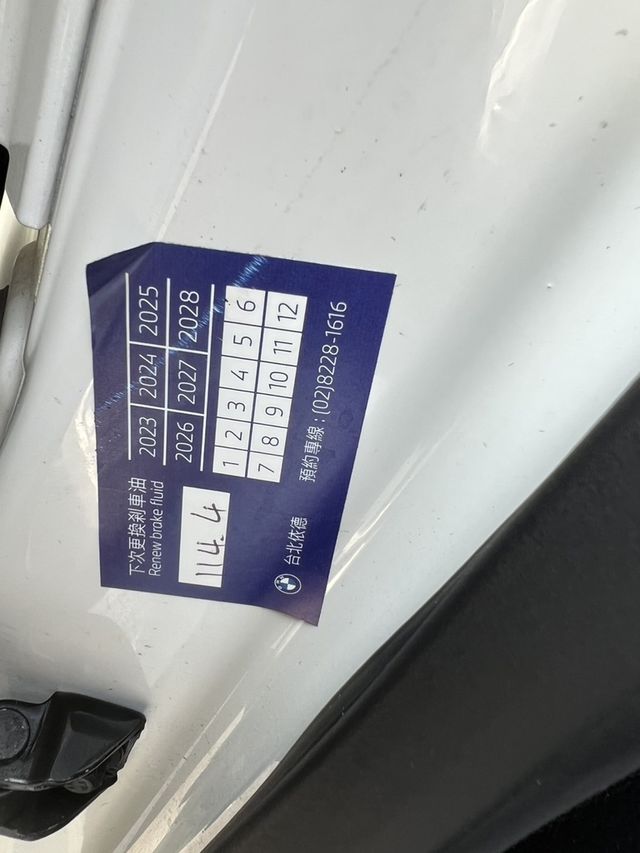 下次更換剎車油
Renew brake fluid
114.4
2023 2024 2025
2026 2027 2028
1 2 3 4 5 6
7 8 9 10 11 12
台北依德
預約專線：(02)8228-1616